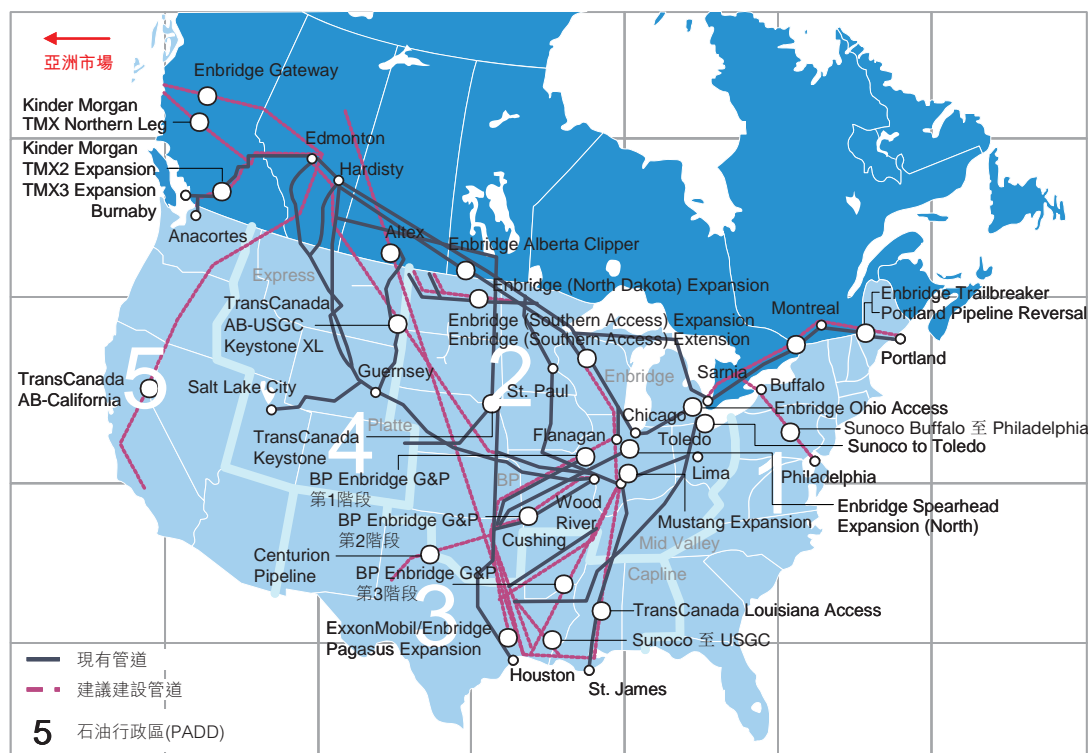 亞洲市場
Enbridge Gateway
Kinder Morgan
TMX Northern Leg
Kinder Morgan
TMX2 Expansion
TMX3 Expansion
Burnaby
Edmonton
Hardisty
Anacortes
Altex
Enbridge Alberta Clipper
Express
Enbridge (North Dakota) Expansion
TransCanada
AB-USGC
Keystone XL
Enbridge (Southern Access) Expansion
Enbridge (Southern Access) Extension
Montreal
Enbridge Trailbreaker
Portland Pipeline Reversal
Portland
5
TransCanada
AB-California
Salt Lake City
Guernsey
2
St. Paul
Enbridge
Sarnia
Buffalo
Chicago
Enbridge Ohio Access
Sunoco Buffalo 至 Philadelphia
Sunoco to Toledo
4
Platte
TransCanada
Keystone
Flanagan
Toledo
Lima
1
Philadelphia
BP Enbridge G&P
第1階段
BP
Wood
River
Enbridge Spearhead
Expansion (North)
BP Enbridge G&P
第2階段
Cushing
Mustang Expansion
Mid Valley
Centurion
Pipeline
BP Enbridge G&P
第3階段
Capline
3
TransCanada Louisiana Access
ExxonMobil/Enbridge
Pagasus Expansion
Sunoco 至 USGC
Houston
St. James
現有管道
建議建設管道
5 石油行政區(PADD)